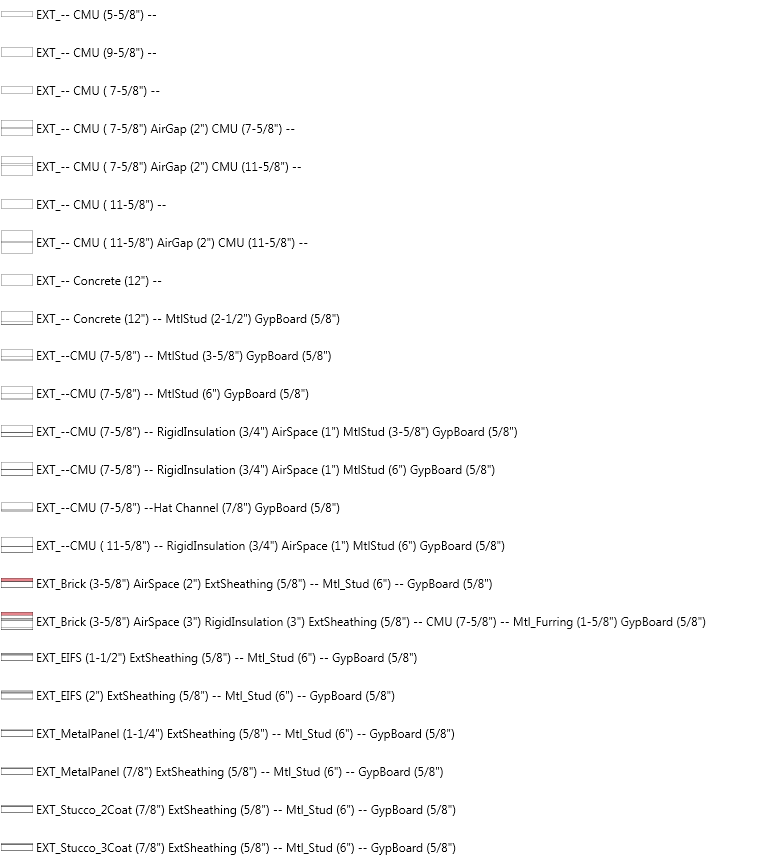 EXT_-- CMU (5-5/8") --
EXT_-- CMU (9-5/8") --
EXT_-- CMU ( 7-5/8") --
EXT_-- CMU ( 7-5/8") AirGap (2") CMU (7-5/8") --
EXT_-- CMU ( 7-5/8") AirGap (2") CMU (11-5/8") --
EXT_-- CMU ( 11-5/8") --
EXT_-- CMU ( 11-5/8") AirGap (2") CMU (11-5/8") --
EXT_-- Concrete (12") --
EXT_-- Concrete (12") -- MtlStud (2-1/2") GypBoard (5/8")
EXT_--CMU (7-5/8") -- MtlStud (3-5/8") GypBoard (5/8")
EXT_--CMU (7-5/8") -- MtlStud (6") GypBoard (5/8")
EXT_--CMU (7-5/8") -- RigidInsulation (3/4") AirSpace (1") MtlStud (3-5/8") GypBoard (5/8")
EXT_--CMU (7-5/8") -- RigidInsulation (3/4") AirSpace (1") MtlStud (6") GypBoard (5/8")
EXT_--CMU (7-5/8") --Hat Channel (7/8") GypBoard (5/8")
EXT_--CMU ( 11-5/8") -- RigidInsulation (3/4") AirSpace (1") MtlStud (6") GypBoard (5/8")
EXT_Brick (3-5/8") AirSpace (2") ExtSheathing (5/8") -- Mtl_Stud (6") -- GypBoard (5/8")
EXT_Brick (3-5/8") AirSpace (3") RigidInsulation (3") ExtSheathing (5/8") -- CMU (7-5/8") -- Mtl_Furring (1-5/8") GypBoard (5/8")
EXT_EIFS (1-1/2") ExtSheathing (5/8") -- Mtl_Stud (6") -- GypBoard (5/8")
EXT_EIFS (2") ExtSheathing (5/8") -- Mtl_Stud (6") -- GypBoard (5/8")
EXT_MetalPanel (1-1/4") ExtSheathing (5/8") -- Mtl_Stud (6") -- GypBoard (5/8")
EXT_MetalPanel (7/8") ExtSheathing (5/8") -- Mtl_Stud (6") -- GypBoard (5/8")
EXT_Stucco_2Coat (7/8") ExtSheathing (5/8") -- Mtl_Stud (6") -- GypBoard (5/8")
EXT_Stucco_3Coat (7/8") ExtSheathing (5/8") -- Mtl_Stud (6") -- GypBoard (5/8")